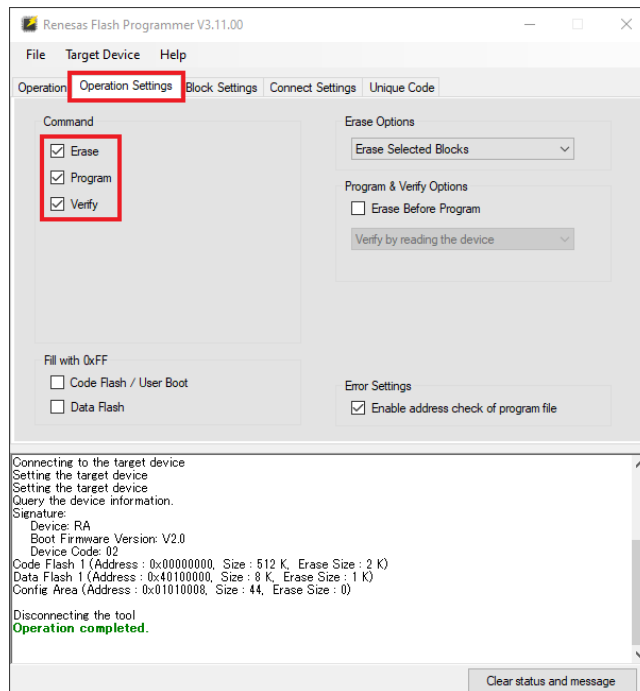 Renesas Flash Programmer V3.11.00
File Target Device Help
Operation Operation Settings Block Settings Connect Settings Unique Code
Command
Erase
Program
Verify
Erase Options
Erase Selected Blocks
Program & Verify Options
Erase Before Program
Verify by reading the device
Fill with 0xFF
Code Flash / User Boot
Data Flash
Error Settings
Enable address check of program file
Connecting to the target device
Setting the target device
Setting the target device
Query the device information.
Signature:
Device: RA
Boot Firmware Version: V2.0
Device Code: 02
Code Flash 1 (Address : 0x00000000, Size : 512 K, Erase Size : 2 K)
Data Flash 1 (Address : 0x40100000, Size : 8 K, Erase Size : 1 K)
Config Area (Address : 0x01010008, Size : 44, Erase Size : 0)
Disconnecting the tool
Operation completed.
Clear status and message